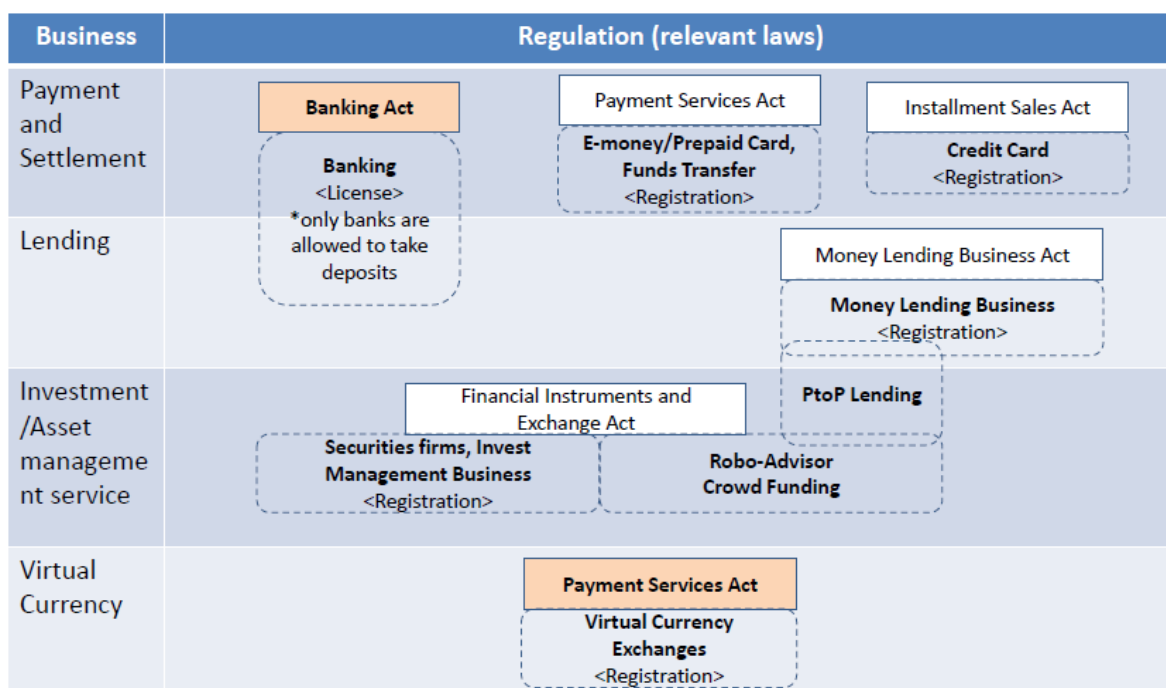 Business
Regulation (relevant laws)
Payment
and
Settlement
Banking Act
Banking
<License>
*only banks are
allowed to take
deposits
Payment Services Act
E-money/Prepaid Card,
Funds Transfer
<Registration>
Installment Sales Act
Credit Card
<Registration>
Lending
Money Lending Business Act
Money Lending Business
<Registration>
PtoP Lending
Investment
/Asset
manageme
nt service
Financial Instruments and
Exchange Act
Securities firms, Invest
Management Business
<Registration>
Robo-Advisor
Crowd Funding
Virtual
Currency
Payment Services Act
Virtual Currency
Exchanges
<Registration>